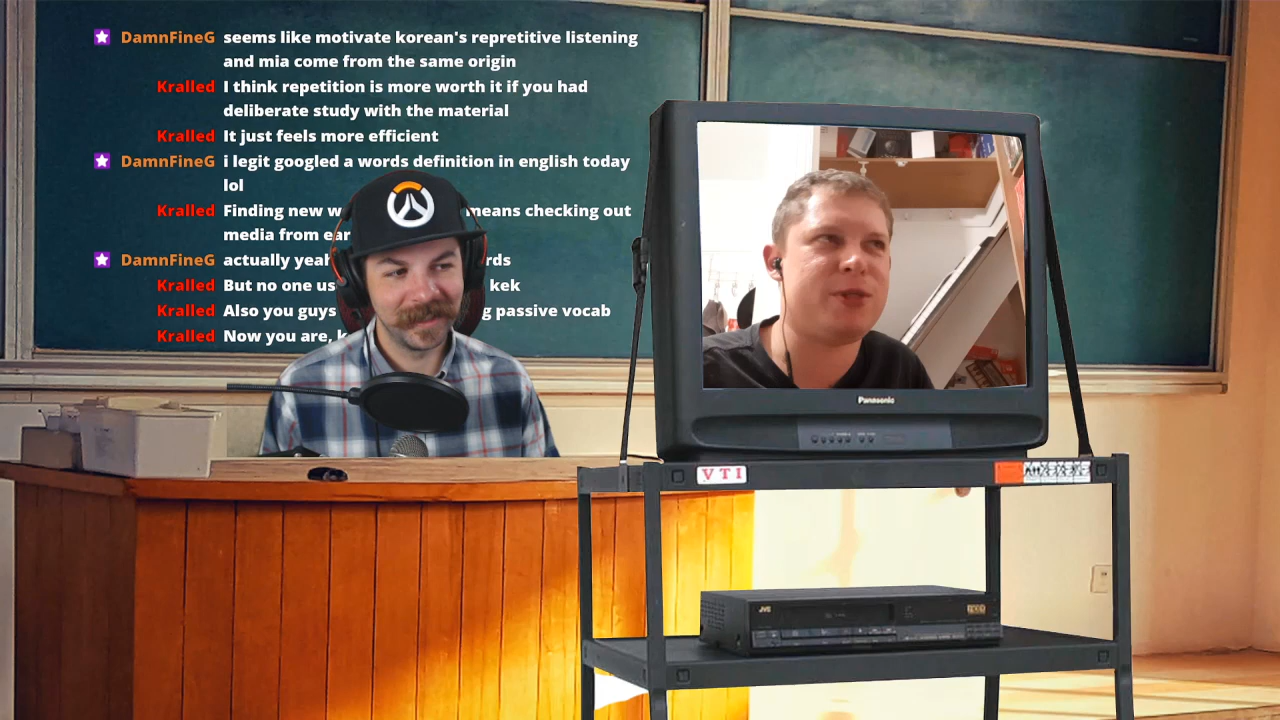 DamnFineG seems like motivate korean's repretitive listening
and mia come from the same origin
Kralled I think repetition is more worth it if you had
deliberate study with the material
Kralled It just feels more efficient
DamnFineG i legit googled a words definition in english today
lol
Kralled Finding new w means checking out
media from ear
DamnFineG actually yeah rds
Kralled But no one us kek
Kralled Also you guys g passive vocab
Kralled Now you are, k
Panasonic
VTI
JVC